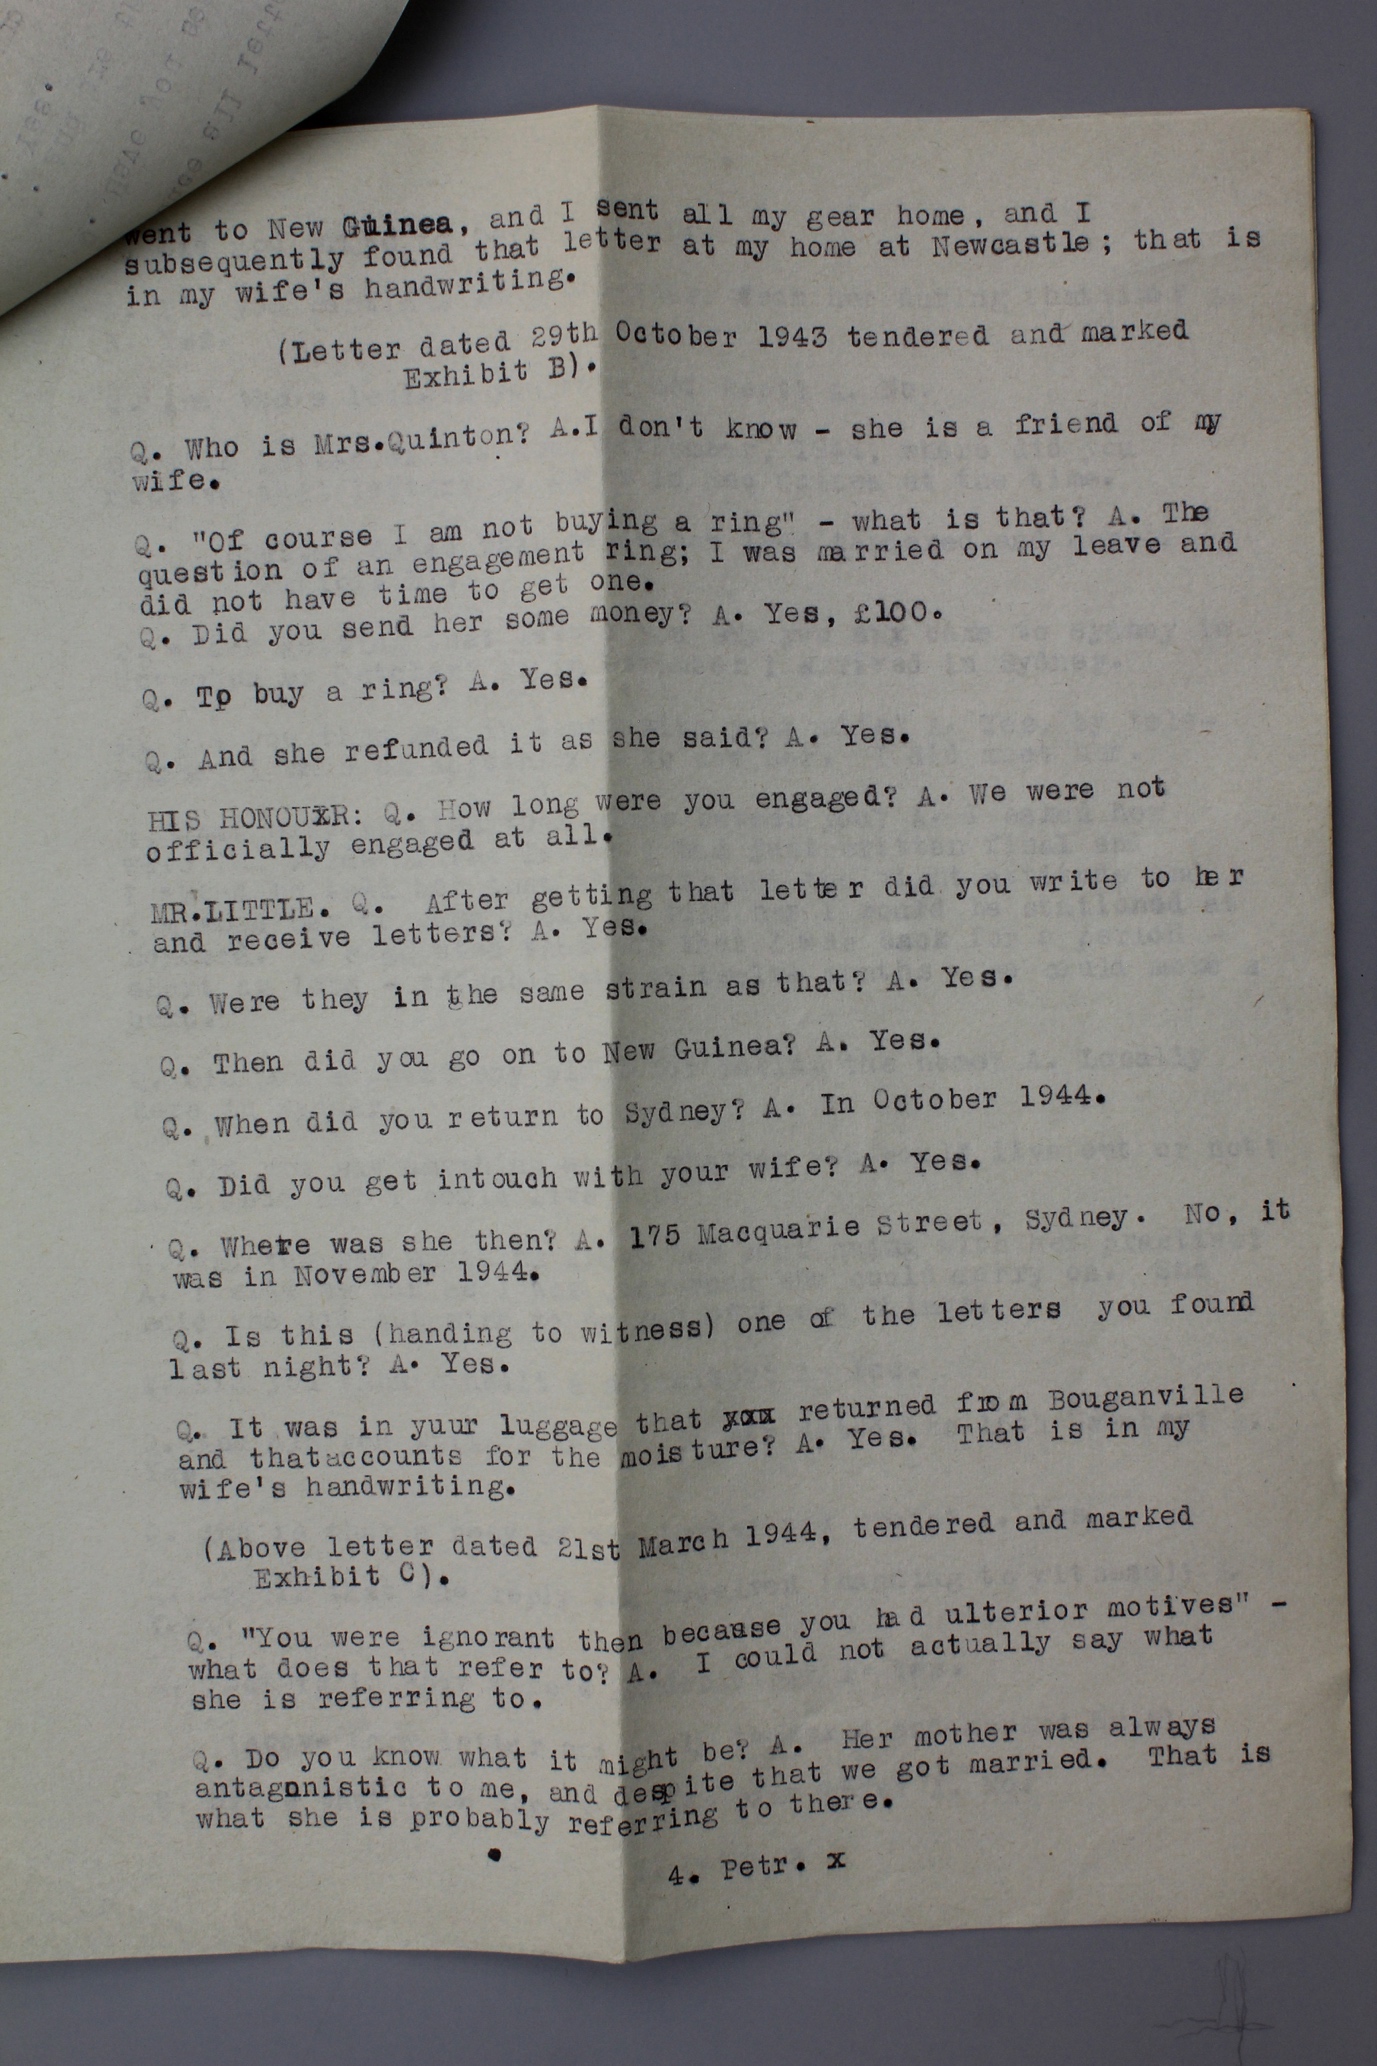 went to New Guinea, and I sent all my gear home, and I
subsequently found that letter at my home at Newcastle; that is
in my wife's handwriting.
(Letter dated 29th October 1943 tendered and marked
Exhibit B).
Q. Who is Mrs.Quinton? A.I don't know - she is a friend of my
wife.
Q. "Of course I am not buying a ring" - what is that? A. The
question of an engagement ring; I was married on my leave and
did not have time to get one.
Q. Did you send her some money? A. Yes, £100.
Q. To buy a ring? A. Yes.
Q. And she refunded it as she said? A. Yes.
HIS HONOUR: Q. How long were you engaged? A. We were not
officially engaged at all.
MR.LITTLE. Q. After getting that letter did you write to her
and receive letters? A. Yes.
Q. Were they in the same strain as that? A. Yes.
Q. Then did you go on to New Guinea? A. Yes.
Q. When did you return to Sydney? A. In October 1944.
Q. Did you get intouch with your wife? A. Yes.
Q. Where was she then? A. 175 Macquarie Street, Sydney. No, it
was in November 1944.
Q. Is this (handing to witness) one of the letters you found
last night? A. Yes.
Q. It was in yuur luggage that xxxx returned from Bouganville
and thataccounts for the moisture? A. Yes. That is in my
wife's handwriting.
(Above letter dated 21st March 1944, tendered and marked
Exhibit C).
Q. "You were ignorant then because you had ulterior motives" -
what does that refer to? A. I could not actually say what
she is referring to.
Q. Do you know what it might be? A. Her mother was always
antagonistic to me, and despite that we got married. That is
what she is probably referring to there.
4. Petr. x